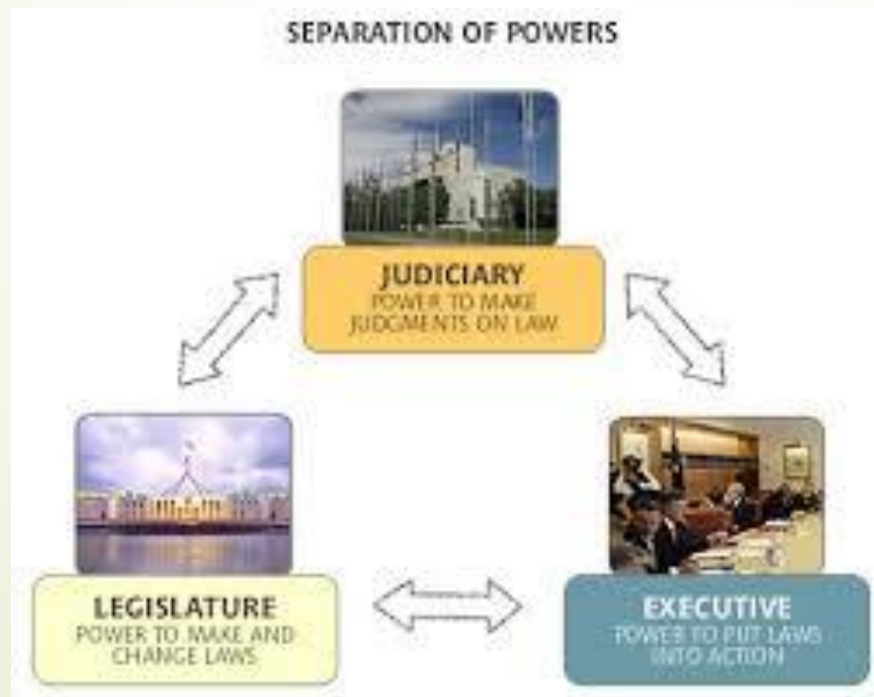 SEPARATION OF POWERS
JUDICIARY
POWER TO MAKE
JUDGMENTS ON LAW
LEGISLATURE
POWER TO MAKE AND
CHANGE LAWS
EXECUTIVE
POWER TO PUT LAWS
INTO ACTION